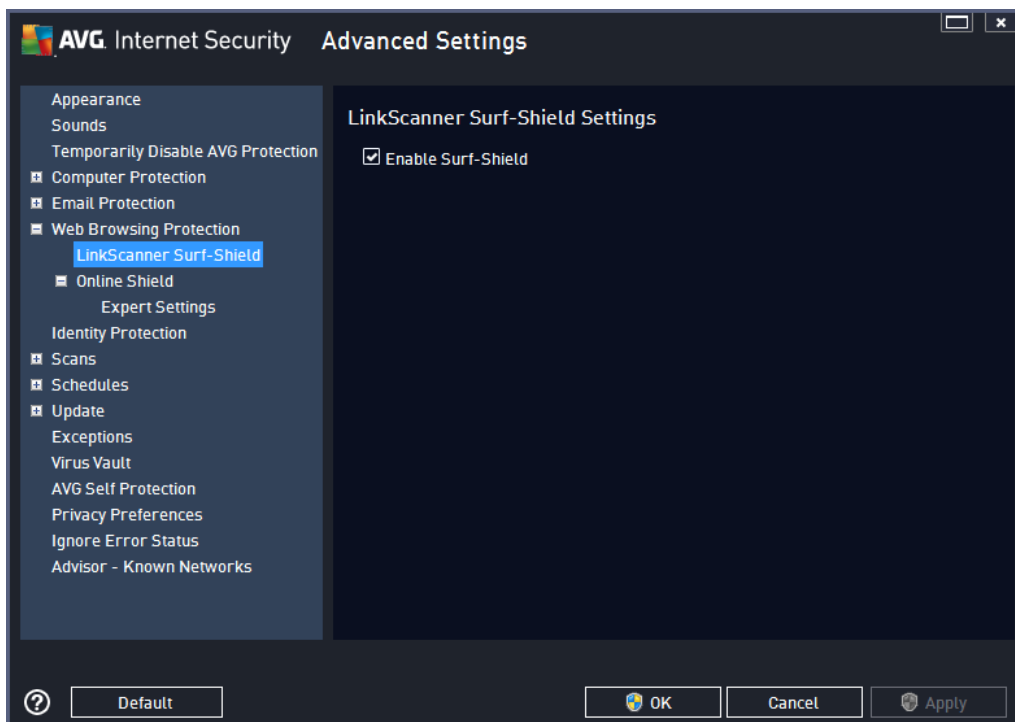 AVG. Internet Security Advanced Settings
Appearance
Sounds
Temporarily Disable AVG Protection
Computer Protection
Email Protection
Web Browsing Protection
LinkScanner Surf-Shield
Online Shield
Expert Settings
Identity Protection
Scans
Schedules
Update
Exceptions
Virus Vault
AVG Self Protection
Privacy Preferences
Ignore Error Status
Advisor - Known Networks
LinkScanner Surf-Shield Settings
Enable Surf-Shield
? Default OK Cancel Apply